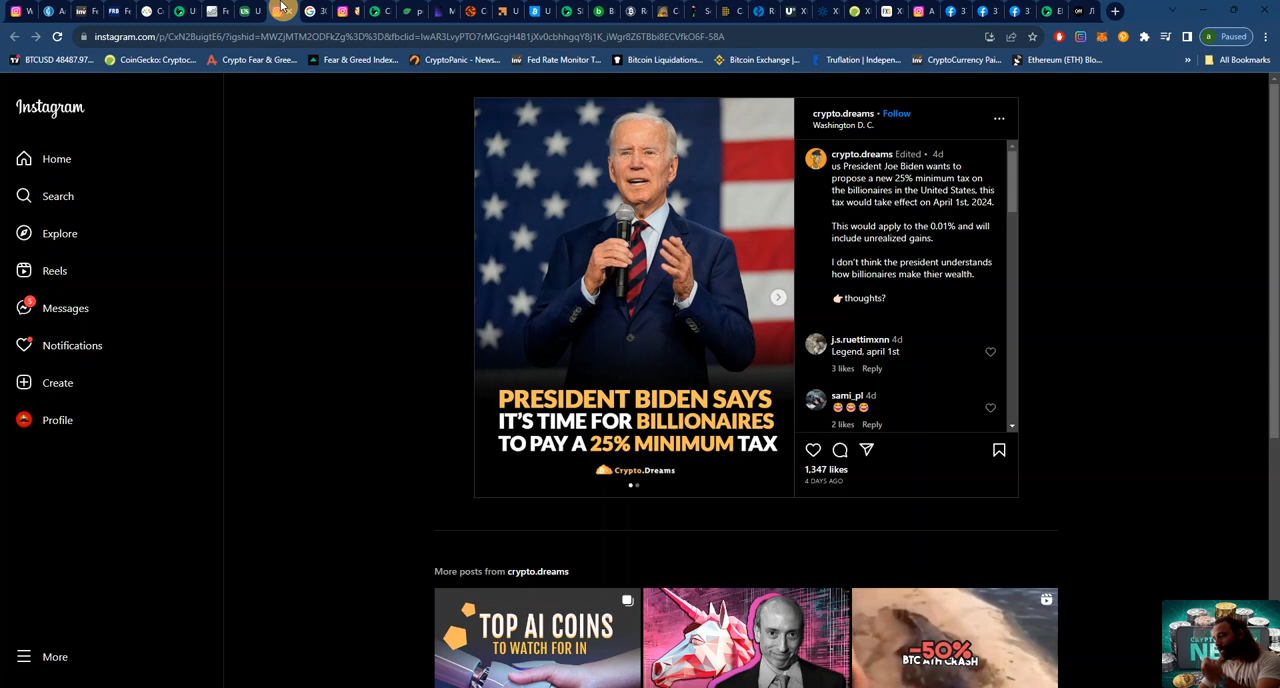 instagram.com/p/CxN2BuigtE6/?igshid=MWZjMTM2ODFkZg%3D%3D&fbclid=IwAR3LvyPTO7rMGcgH4B1jXv0cbhhgqY8j1K_iWgr8Z6TBbi8ECVfkO6F-58A
a
Paused
BTCUSD 48487.97...
CoinGecko: Cryptoc...
Crypto Fear & Gree...
Fear & Greed Index...
CryptoPanic - News...
Fed Rate Monitor T...
Bitcoin Liquidations...
Bitcoin Exchange |...
Truflation | Indepen...
CryptoCurrency Pai...
Ethereum (ETH) Blo...
»
All Bookmarks
Instagram
Home
Search
Explore
Reels
5
Messages
Notifications
Create
Profile
More
PRESIDENT BIDEN SAYS
IT'S TIME FOR BILLIONAIRES
TO PAY A 25% MINIMUM TAX
Crypto.Dreams
crypto.dreams • Follow
Washington D. C.
crypto.dreams Edited • 4d
us President Joe Biden wants to
propose a new 25% minimum tax on
the billionaires in the United States, this
tax would take effect on April 1st, 2024.
This would apply to the 0.01% and will
include unrealized gains.
I don't think the president understands
how billionaires make thier wealth.
👉🏻thoughts?
j.s.ruettimxnn 4d
Legend, april 1st
3 likes Reply
sami_pl 4d
2 likes Reply
1,347 likes
4 DAYS AGO
More posts from crypto.dreams
TOP AI COINS
TO WATCH FOR IN
-50%
BTC ATH CRASH